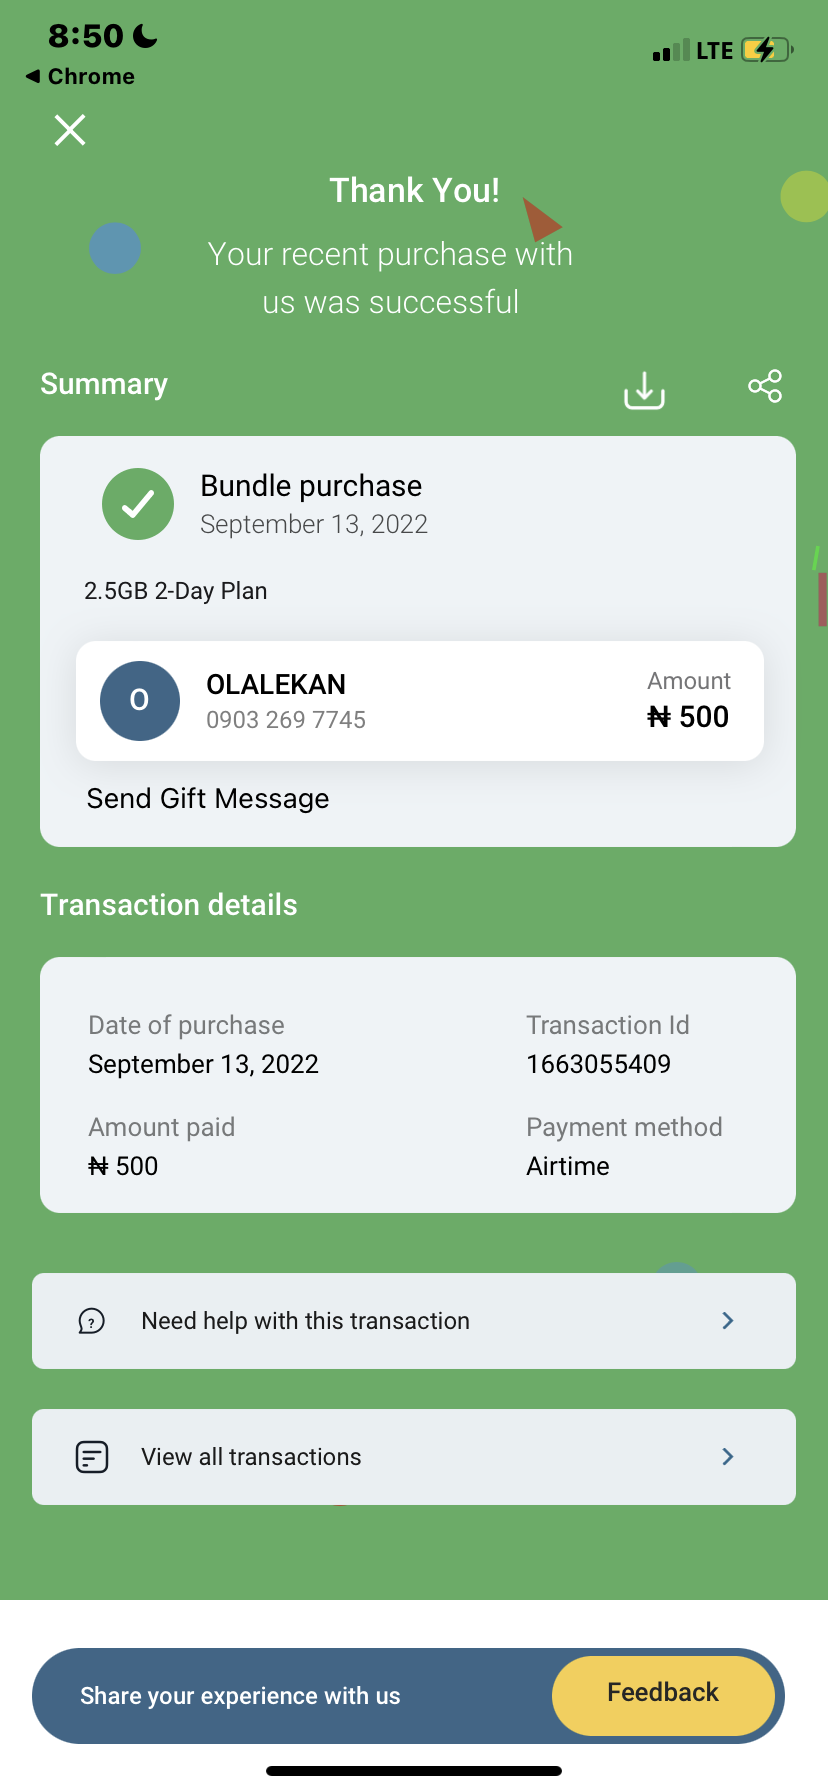 8:50
LTE
Chrome
Thank You!
Your recent purchase with
us was successful
Summary
Bundle purchase
September 13, 2022
2.5GB 2-Day Plan
O
OLALEKAN
0903 269 7745
Amount
₦ 500
Send Gift Message
Transaction details
Date of purchase
September 13, 2022
Transaction Id
1663055409
Amount paid
₦ 500
Payment method
Airtime
?
Need help with this transaction
View all transactions
Share your experience with us
Feedback